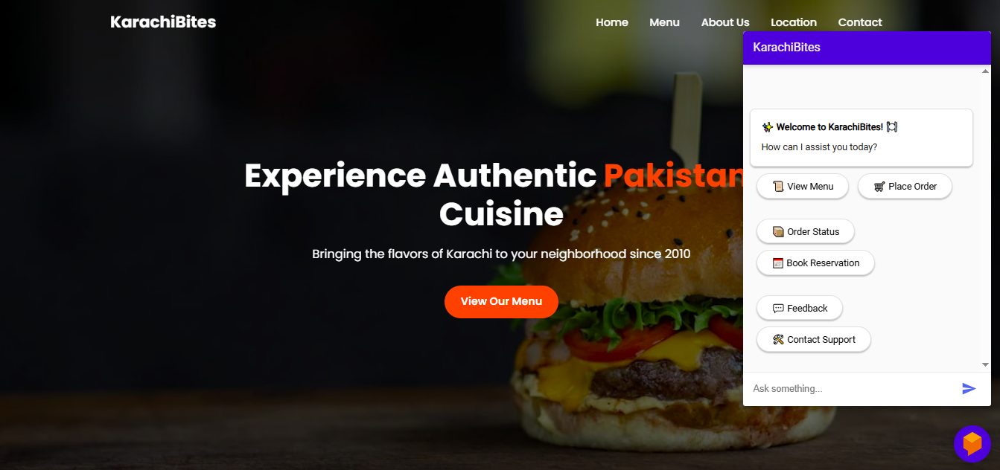 KarachiBites
Home Menu About Us Location Contact
Experience Authentic Pakistan
Cuisine
Bringing the flavors of Karachi to your neighborhood since 2010
View Our Menu
KarachiBites
✨ Welcome to KarachiBites! 🍽️
How can I assist you today?
📜 View Menu 🛒 Place Order
📦 Order Status
📅 Book Reservation
💬 Feedback
🛠️ Contact Support
Ask something...